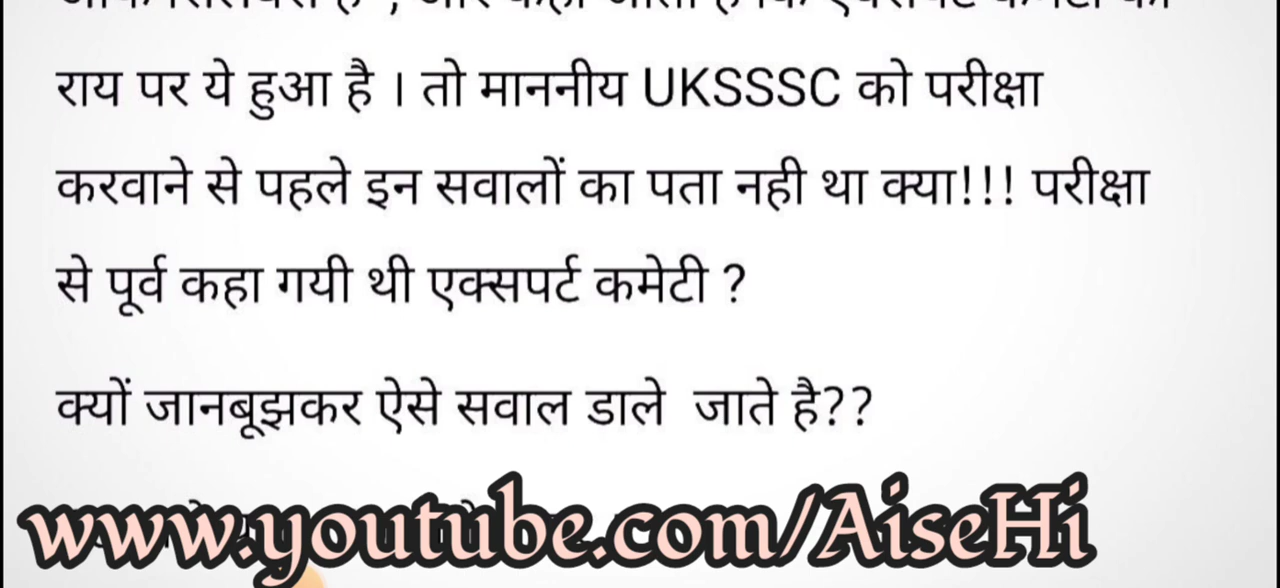 राय पर ये हुआ है । तो माननीय UKSSSC को परीक्षा
करवाने से पहले इन सवालों का पता नही था क्या!!! परीक्षा
से पूर्व कहा गयी थी एक्सपर्ट कमेटी ?
क्यों जानबूझकर ऐसे सवाल डाले जाते है??
www.youtube.com/AiseHi